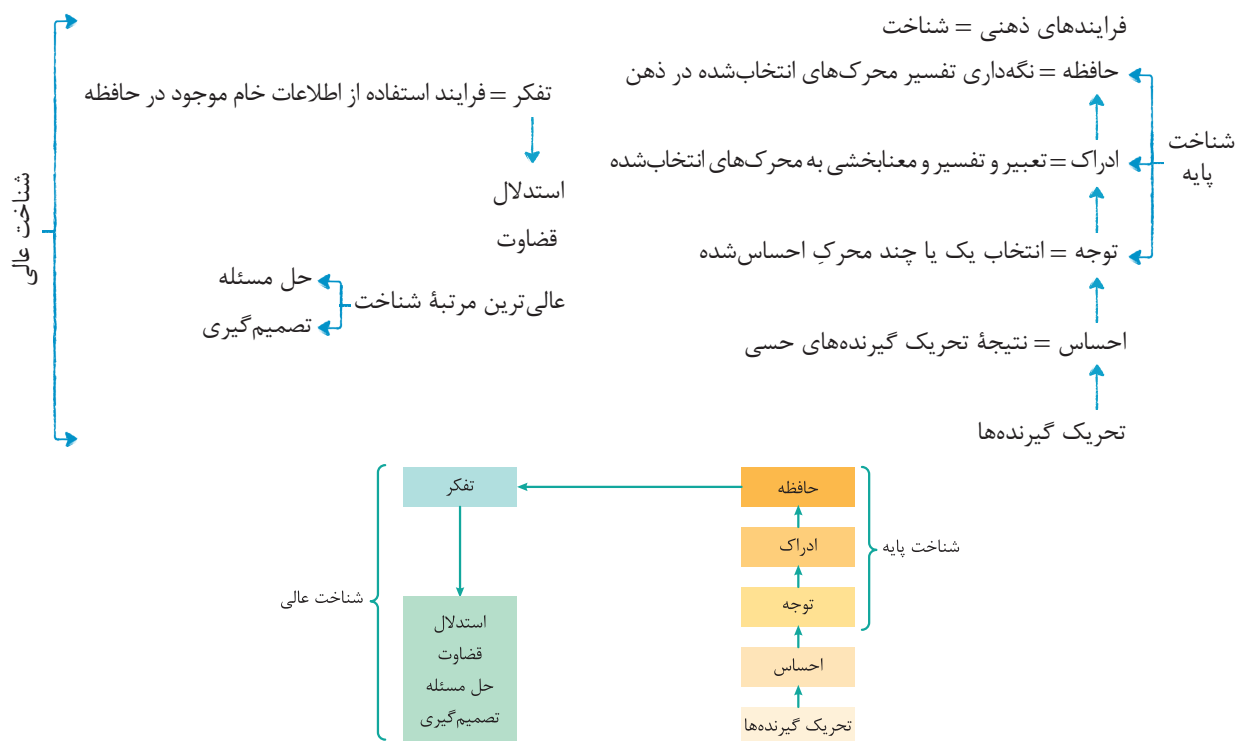 فرایندهای ذهنی = شناخت
حافظه = نگه‌داری تفسیر محرک‌های انتخاب‌شده در ذهن
ادراک = تعبیر و تفسیر و معنابخشی به محرک‌های انتخاب‌شده
توجه = انتخاب یک یا چند محرکِ احساس‌شده
احساس = نتیجهٔ تحریک گیرنده‌های حسی
تحریک گیرنده‌ها
شناخت
پایه
تفکر = فرایند استفاده از اطلاعات خام موجود در حافظه
استدلال
قضاوت
عالی‌ترین مرتبهٔ شناخت
حل مسئله
تصمیم‌گیری
شناخت عالی
حافظه
ادراک
توجه
احساس
تحریک گیرنده‌ها
شناخت پایه
تفکر
استدلال
قضاوت
حل مسئله
تصمیم‌گیری
شناخت عالی